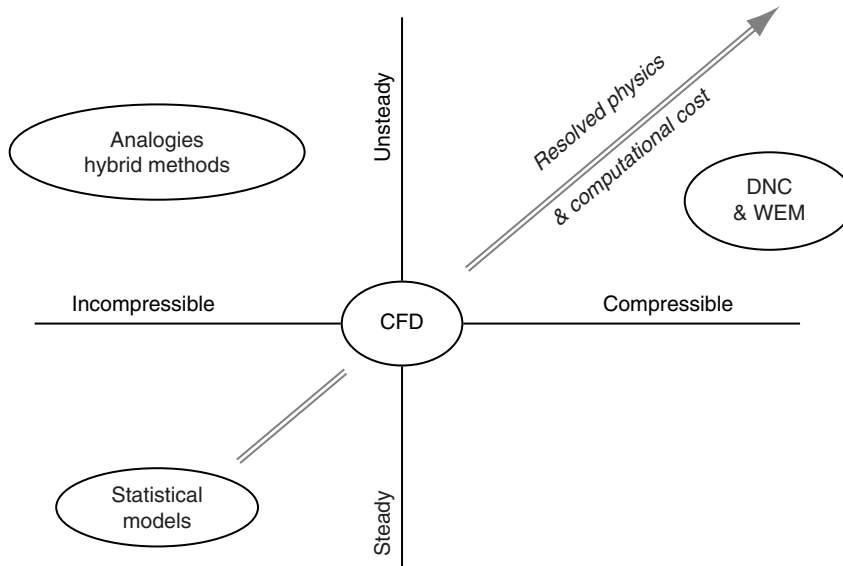 Unsteady
Resolved physics
& computational cost
Analogies
hybrid methods
DNC
& WEM
Incompressible
CFD
Compressible
Statistical
models
Steady